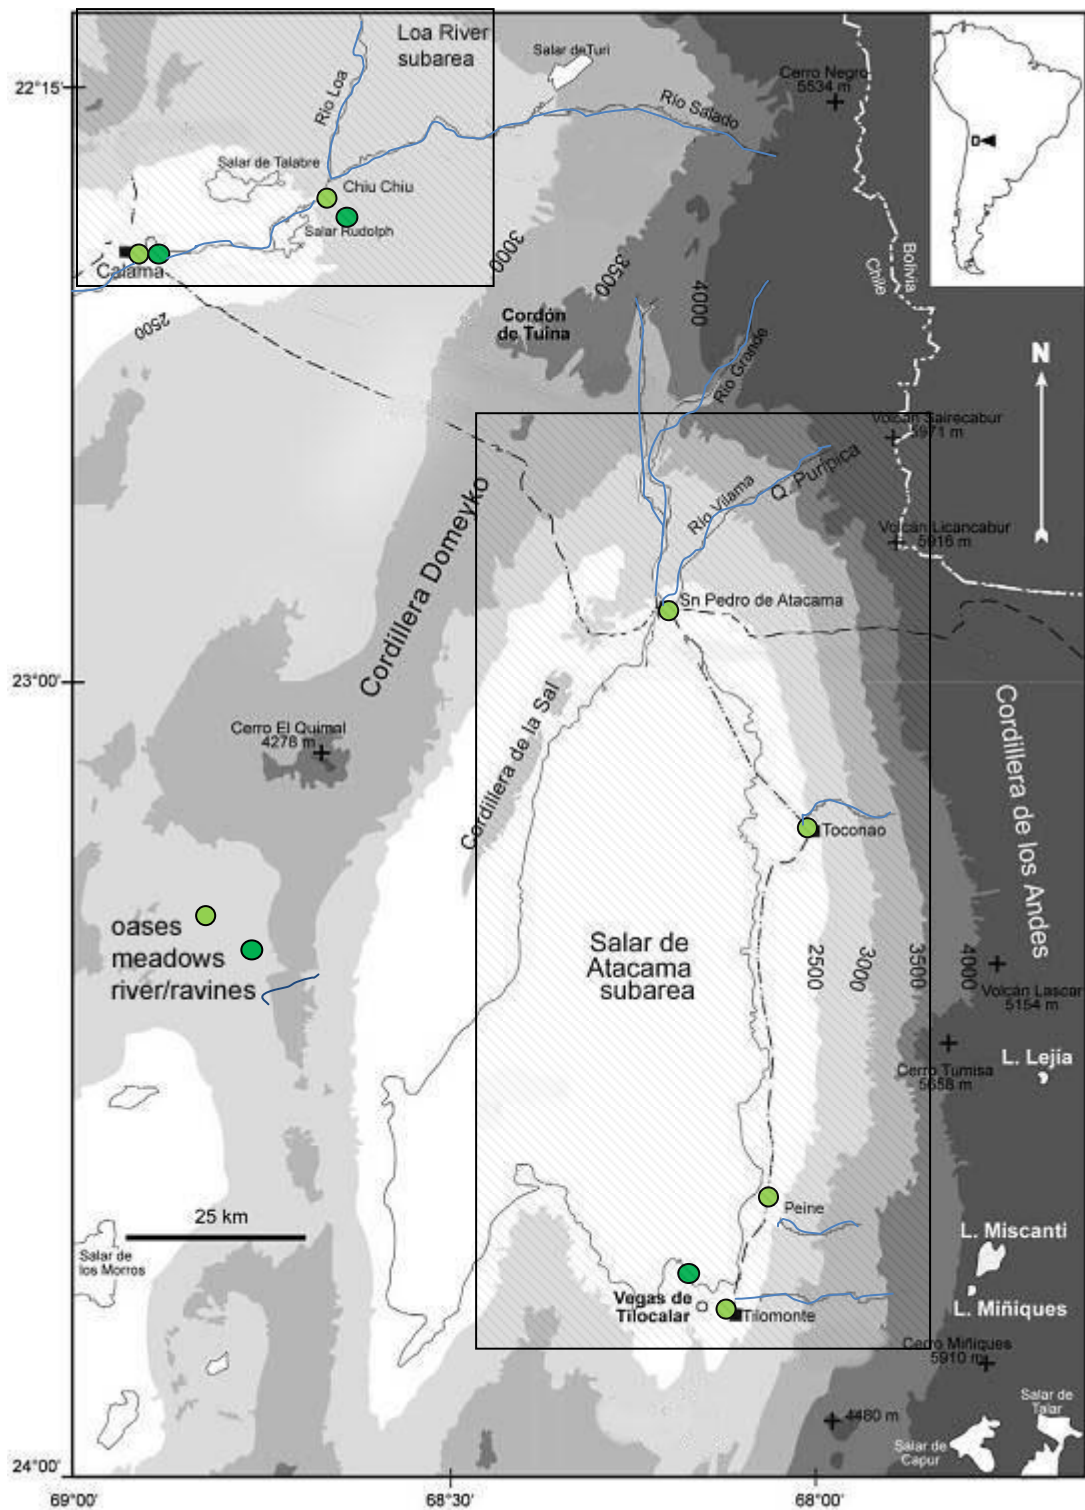 Loa River
subarea
Salar deTuri
22°15'
Cerro Negro
5534 m
Río Loa
Río Salado
Salar de Talabre
Chiu Chiu
Salar Rudolph
Calama
2500
3000
3500
4000
Bolivia
Chile
Cordón
de Tuina
Río Grande
N
Volcán Sairecabur
5971 m
Q. Purípica
Río Vilama
Volcán Licancabur
5916 m
Cordillera Domeyko
Sn Pedro de Atacama
23°00'
Cordillera de la Sal
Cordillera de los Andes
Cerro El Quimal
4278 m
Toconao
oases
meadows
river/ravines
Salar de
Atacama
subarea
2500
3000
3500
4000
Volcán Lascar
5154 m
L. Lejía
Cerro Tumisa
5658 m
25 km
Peine
Salar de
los Morros
L. Miscanti
L. Miñiques
Vegas de
Tilocalar
Tilomonte
Cerro Miñiques
5910 m
4480 m
Salar de
Talar
Salar de
Capur
24°00'
69°00'
68°30'
68°00'